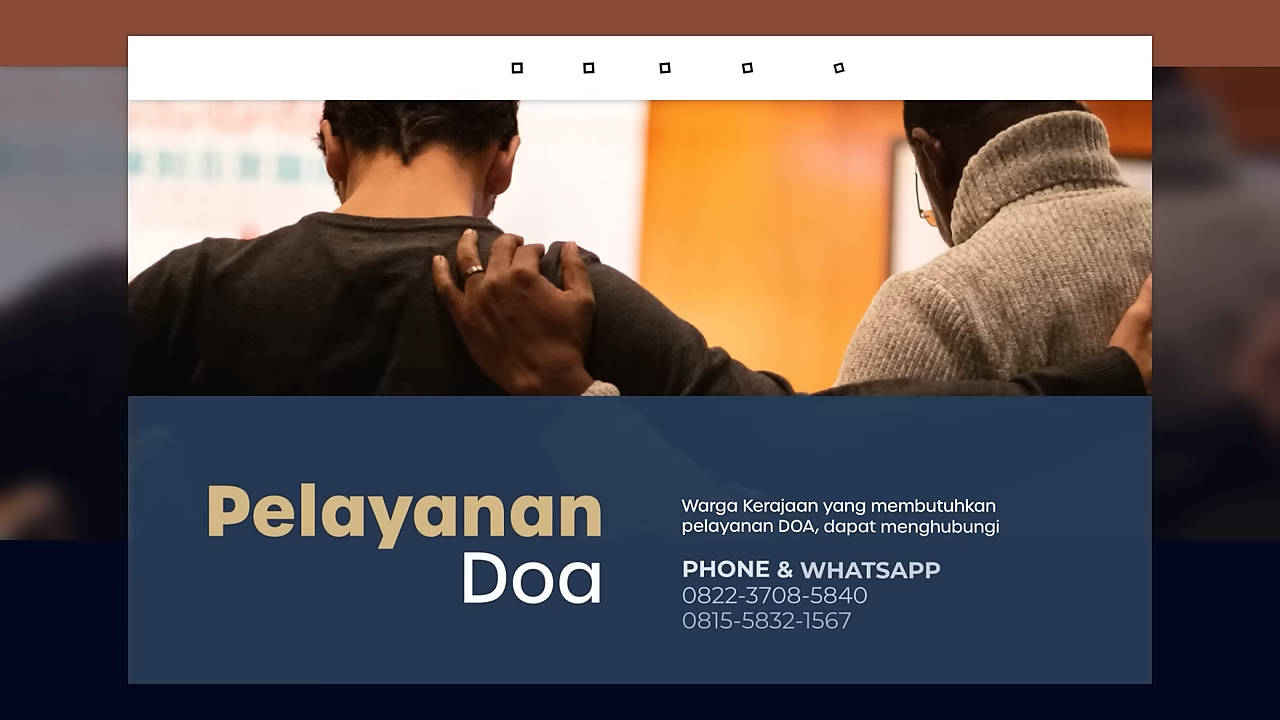 Pelayanan
Doa
Warga Kerajaan yang membutuhkan
pelayanan DOA, dapat menghubungi
PHONE & WHATSAPP
0822-3708-5840
0815-5832-1567